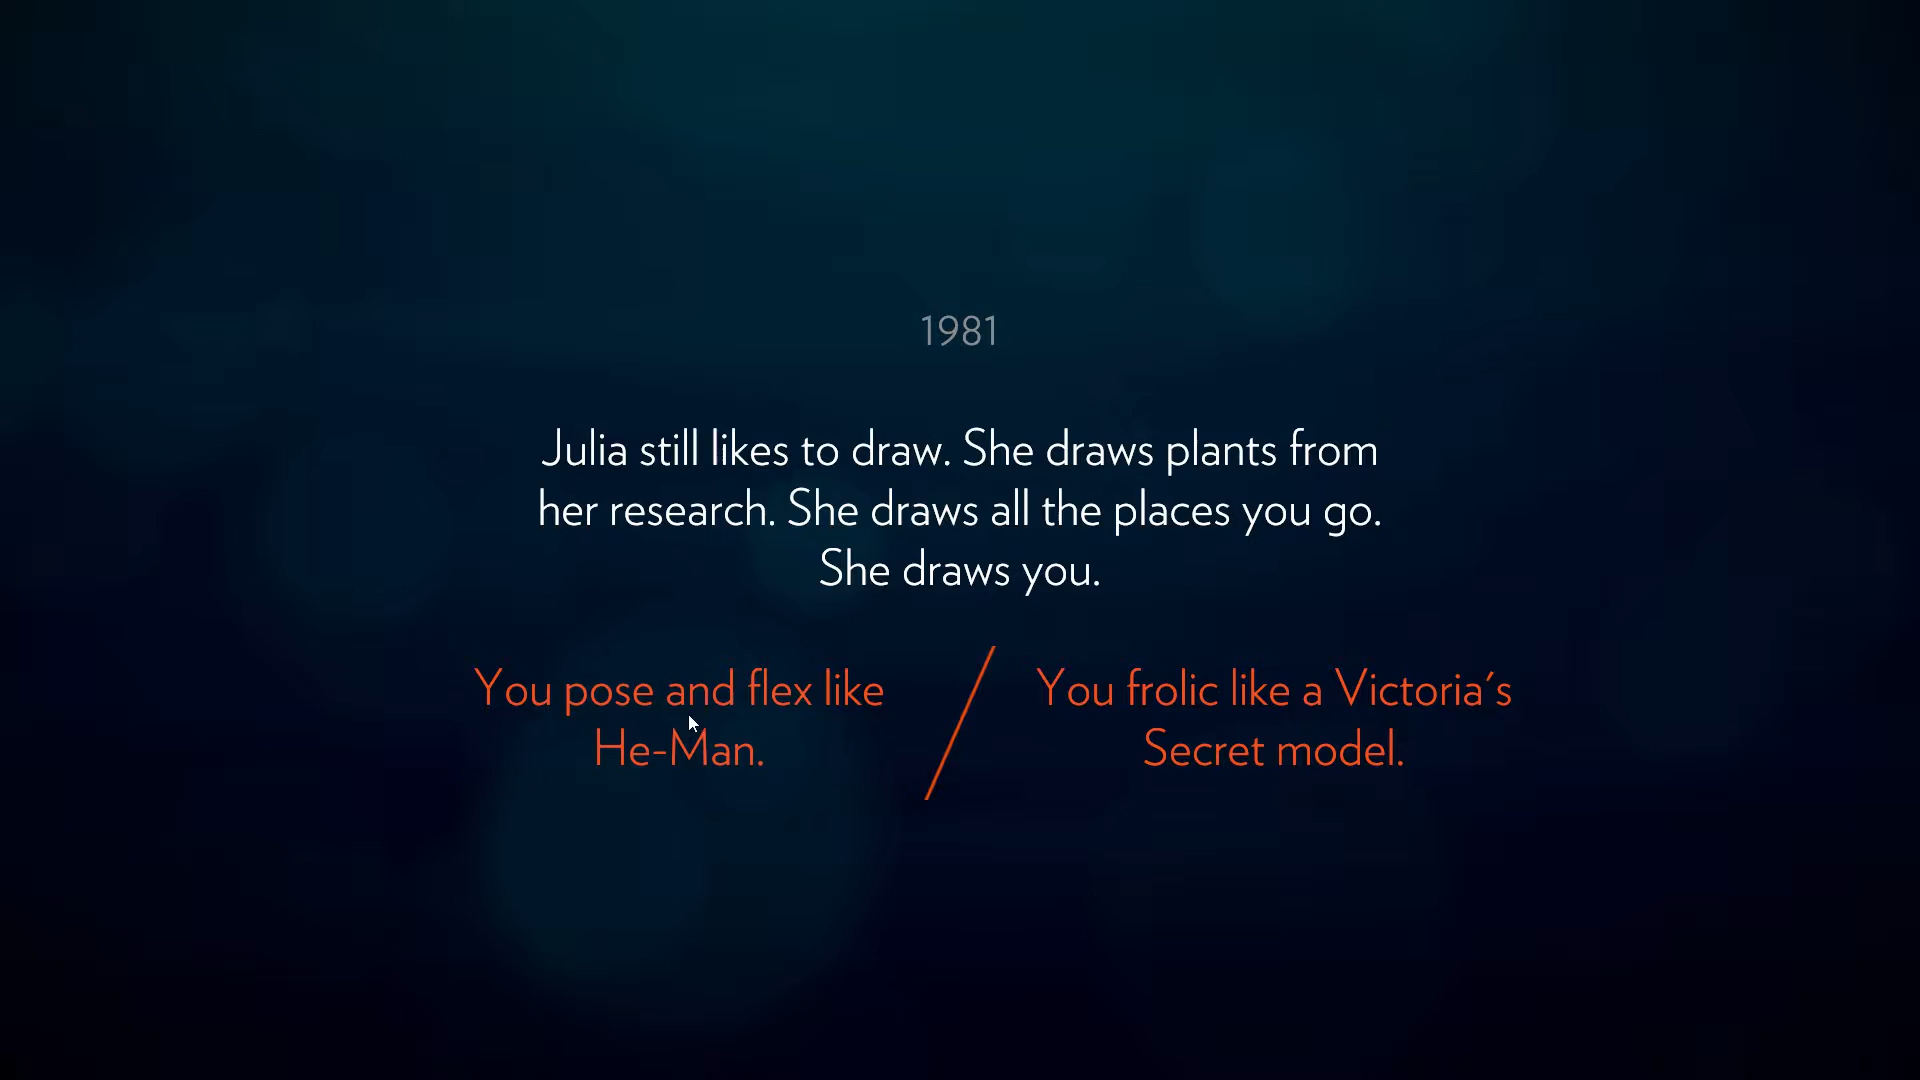 1981
Julia still likes to draw. She draws plants from
her research. She draws all the places you go.
She draws you.
You pose and flex like
He-Man.
You frolic like a Victoria's
Secret model.